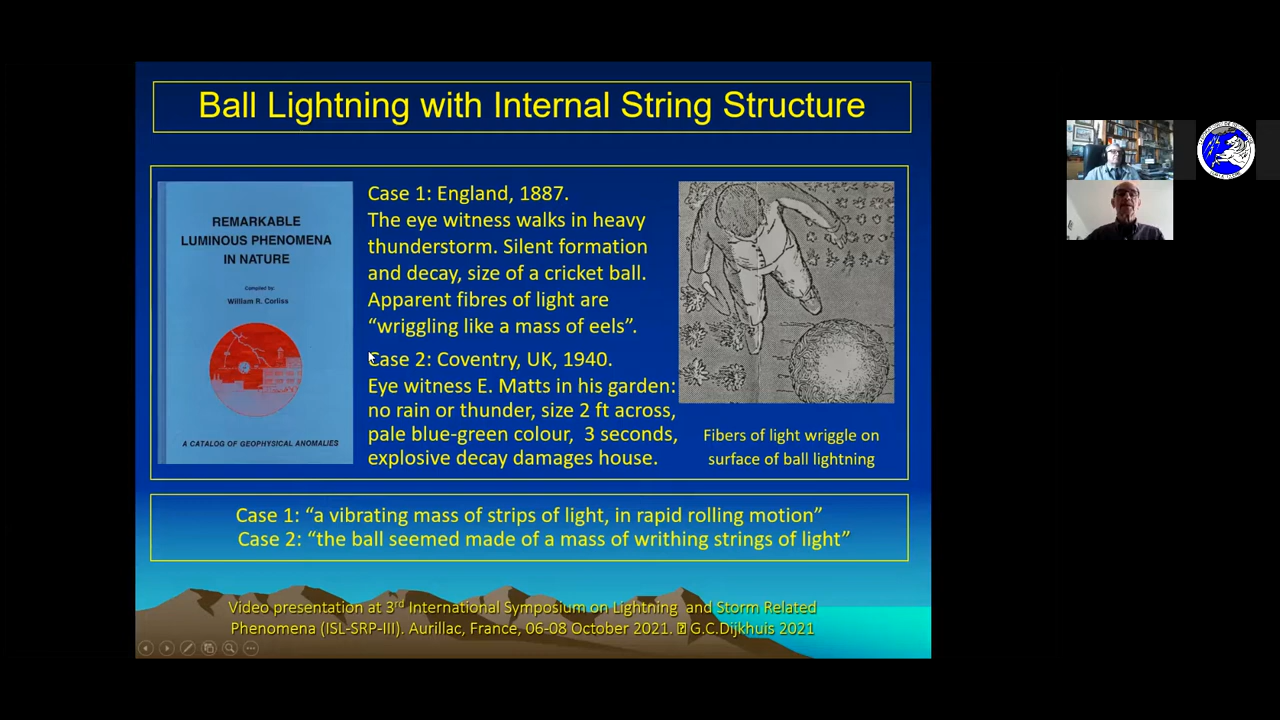 Ball Lightning with Internal String Structure
REMARKABLE
LUMINOUS PHENOMENA
IN NATURE
Compiled by:
William R. Corliss
A CATALOG OF GEOPHYSICAL ANOMALIES
Case 1: England, 1887.
The eye witness walks in heavy
thunderstorm. Silent formation
and decay, size of a cricket ball.
Apparent fibres of light are
“wriggling like a mass of eels”.
Case 2: Coventry, UK, 1940.
Eye witness E. Matts in his garden:
no rain or thunder, size 2 ft across,
pale blue-green colour, 3 seconds,
explosive decay damages house.
Fibers of light wriggle on
surface of ball lightning
Case 1: “a vibrating mass of strips of light, in rapid rolling motion”
Case 2: “the ball seemed made of a mass of writhing strings of light”
Video presentation at 3rd International Symposium on Lightning and Storm Related
Phenomena (ISL-SRP-III). Aurillac, France, 06-08 October 2021. G.C.Dijkhuis 2021